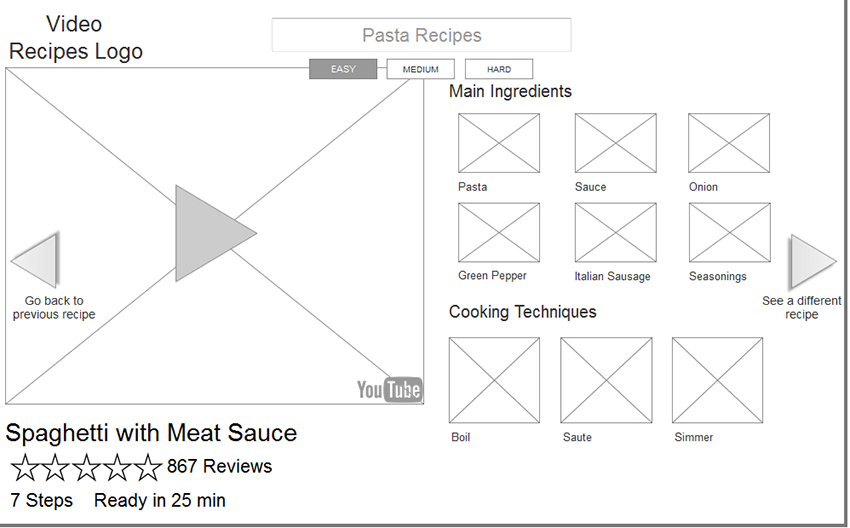 Video
Recipes Logo
Pasta Recipes
EASY
MEDIUM
HARD
Main Ingredients
Pasta
Sauce
Onion
Green Pepper
Italian Sausage
Seasonings
Go back to
previous recipe
See a different
recipe
Cooking Techniques
Boil
Saute
Simmer
YouTube
Spaghetti with Meat Sauce
867 Reviews
7 Steps
Ready in 25 min